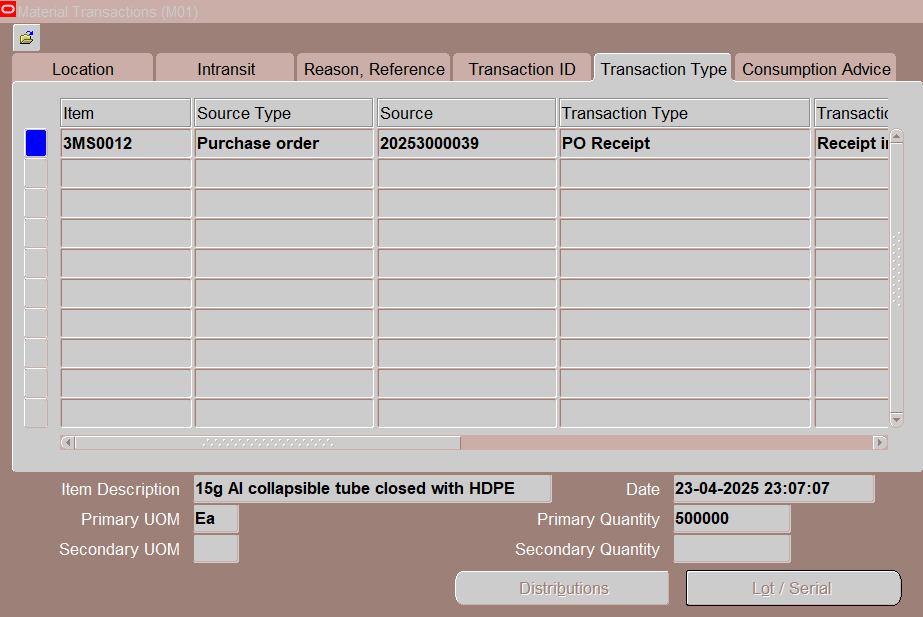 Material Transactions (M01)
Location Intransit Reason, Reference Transaction ID Transaction Type Consumption Advice
Item Source Type Source Transaction Type Transactic
3MS0012 Purchase order 20253000039 PO Receipt Receipt i
Item Description 15g Al collapsible tube closed with HDPE Date 23-04-2025 23:07:07
Primary UOM Ea Primary Quantity 500000
Secondary UOM Secondary Quantity
Distributions Lot / Serial